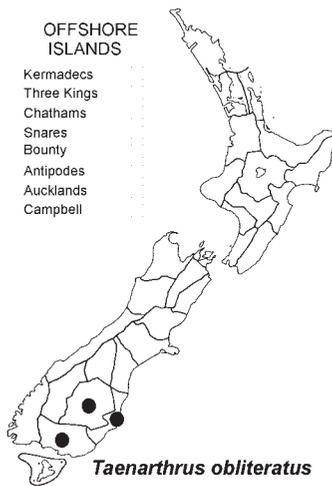 OFFSHORE
ISLANDS
Kermadecs
Three Kings
Chathams
Snares
Bounty
Antipodes
Aucklands
Campbell
Taenarthrus obliteratus